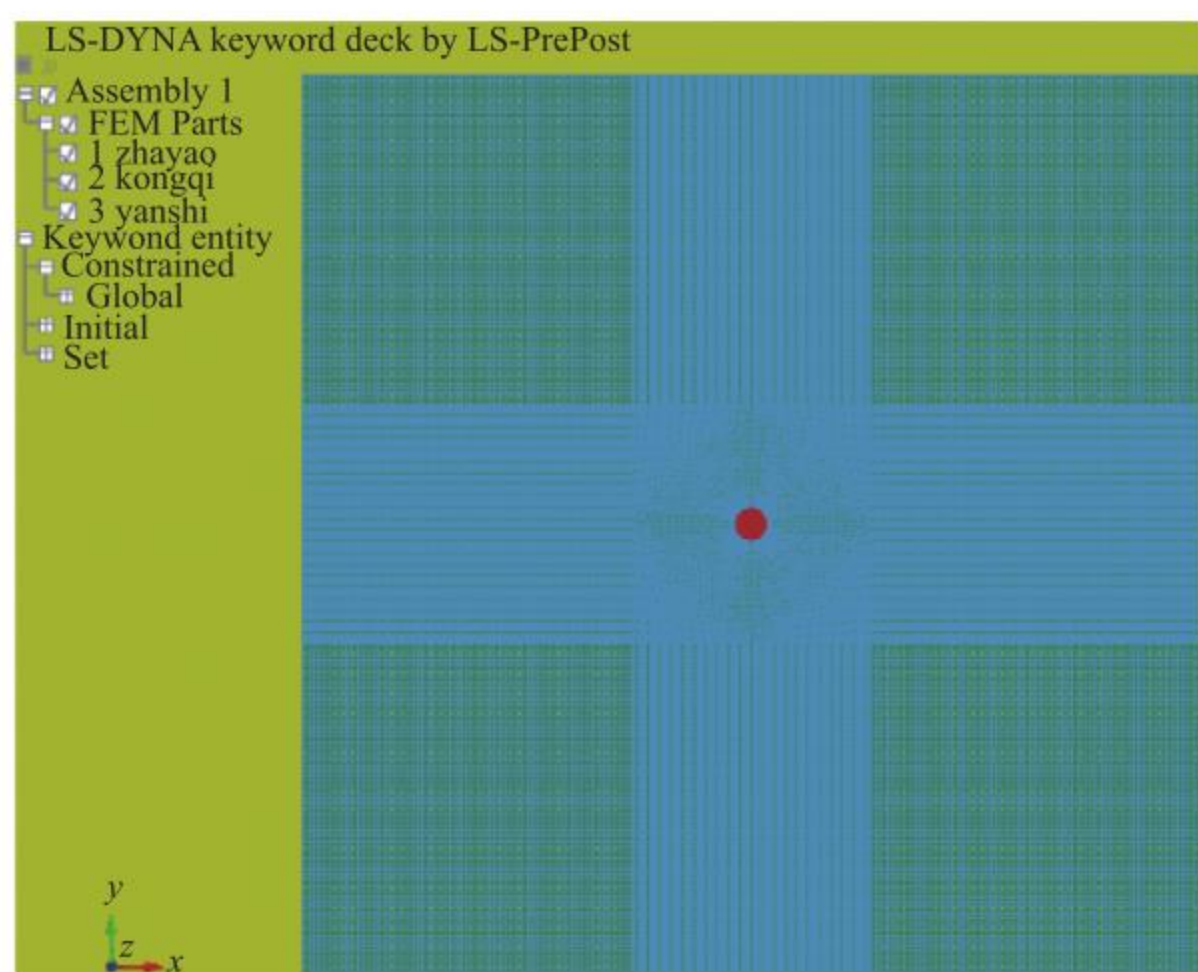 LS-DYNA keyword deck by LS-PrePost
Assembly 1
FEM Parts
1 zhayao
2 kongqi
3 yanshi
Keywond entity
Constrained
Global
Initial
Set
y
z
x